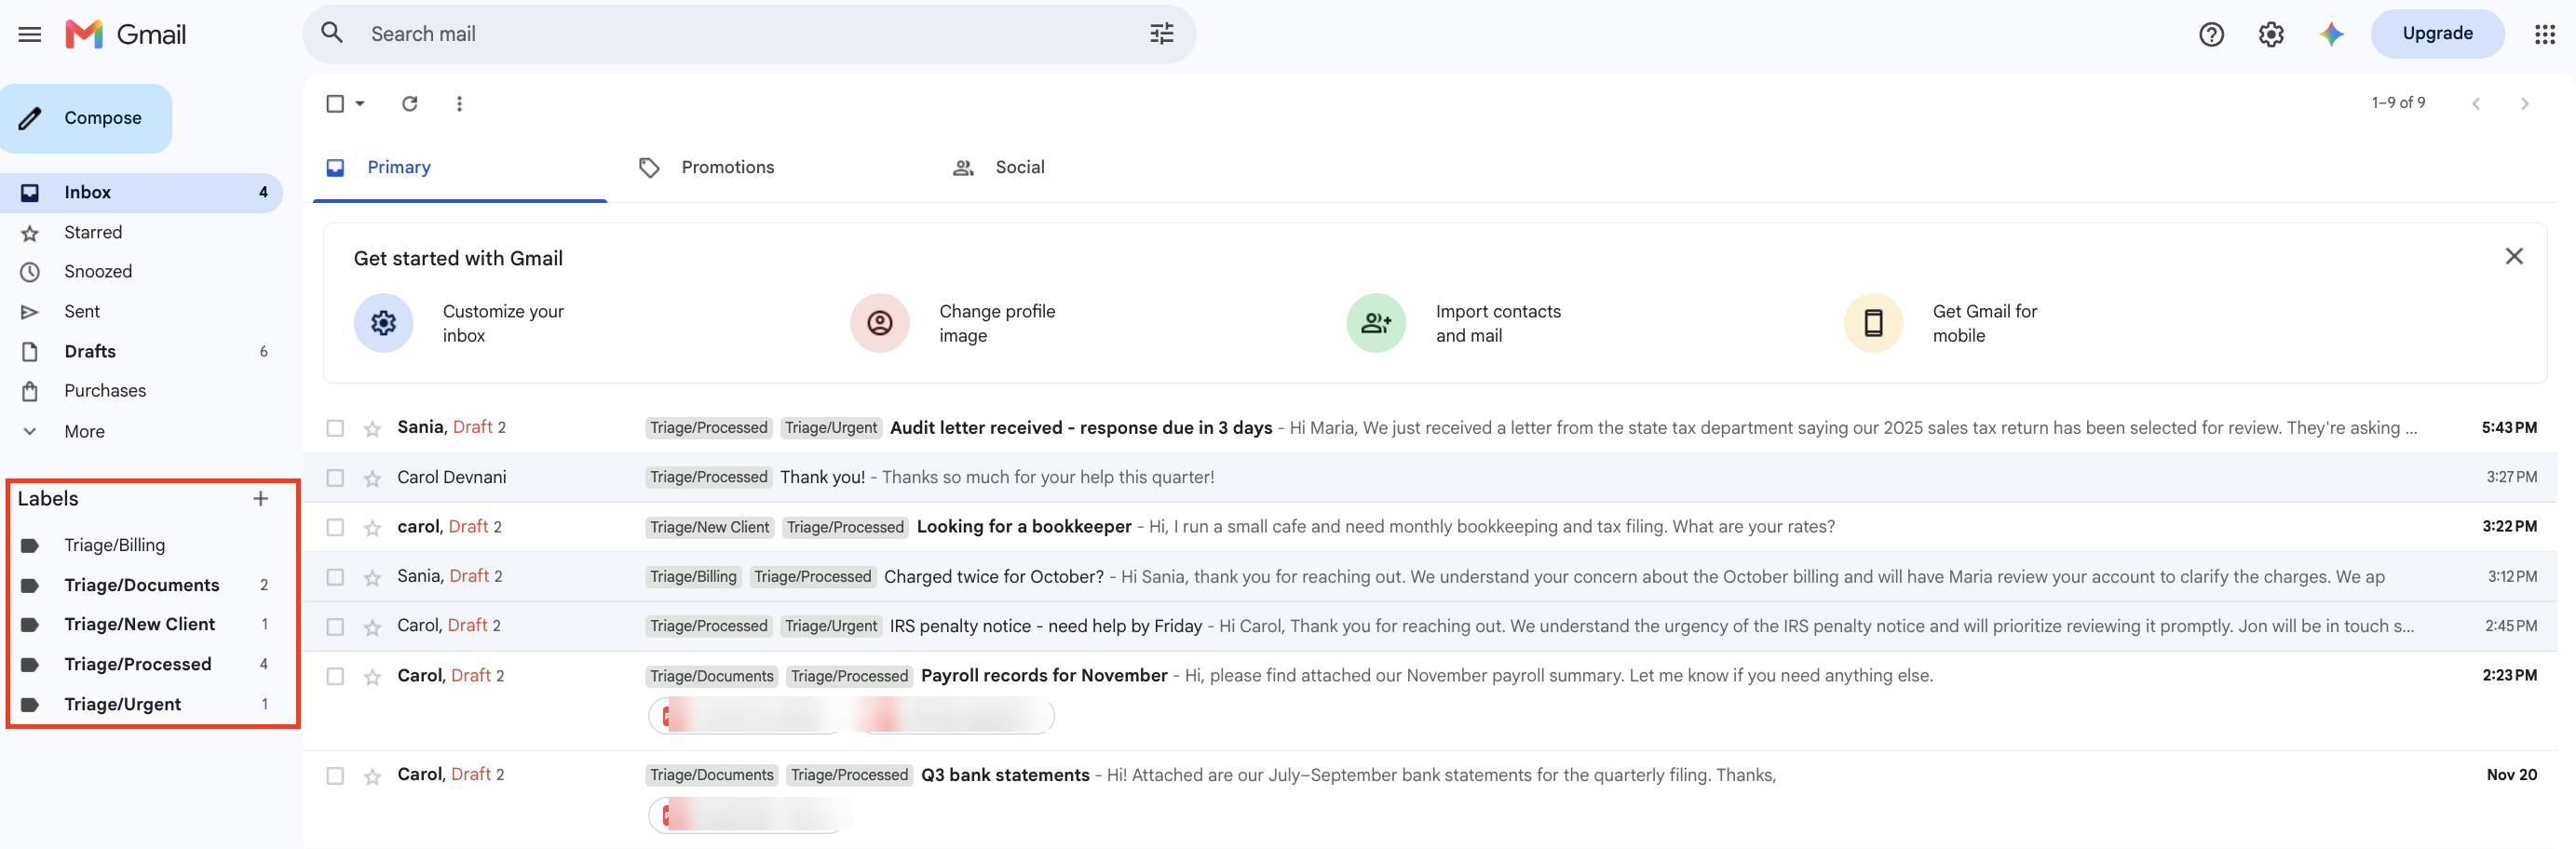 Gmail
Search mail
Upgrade
Compose
1–9 of 9
Primary
Promotions
Social
Inbox 4
Starred
Snoozed
Sent
Drafts 6
Purchases
More
Labels +
Triage/Billing
Triage/Documents 2
Triage/New Client 1
Triage/Processed 4
Triage/Urgent 1
Get started with Gmail
Customize your
inbox
Change profile
image
Import contacts
and mail
Get Gmail for
mobile
Sania, Draft 2 Triage/Processed Triage/Urgent Audit letter received - response due in 3 days - Hi Maria, We just received a letter from the state tax department saying our 2025 sales tax return has been selected for review. They're asking ... 5:43 PM
Carol Devnani Triage/Processed Thank you! - Thanks so much for your help this quarter! 3:27 PM
carol, Draft 2 Triage/New Client Triage/Processed Looking for a bookkeeper - Hi, I run a small cafe and need monthly bookkeeping and tax filing. What are your rates? 3:22 PM
Sania, Draft 2 Triage/Billing Triage/Processed Charged twice for October? - Hi Sania, thank you for reaching out. We understand your concern about the October billing and will have Maria review your account to clarify the charges. We ap 3:12 PM
Carol, Draft 2 Triage/Processed Triage/Urgent IRS penalty notice - need help by Friday - Hi Carol, Thank you for reaching out. We understand the urgency of the IRS penalty notice and will prioritize reviewing it promptly. Jon will be in touch s... 2:45 PM
Carol, Draft 2 Triage/Documents Triage/Processed Payroll records for November - Hi, please find attached our November payroll summary. Let me know if you need anything else. 2:23 PM
Carol, Draft 2 Triage/Documents Triage/Processed Q3 bank statements - Hi! Attached are our July–September bank statements for the quarterly filing. Thanks, Nov 20